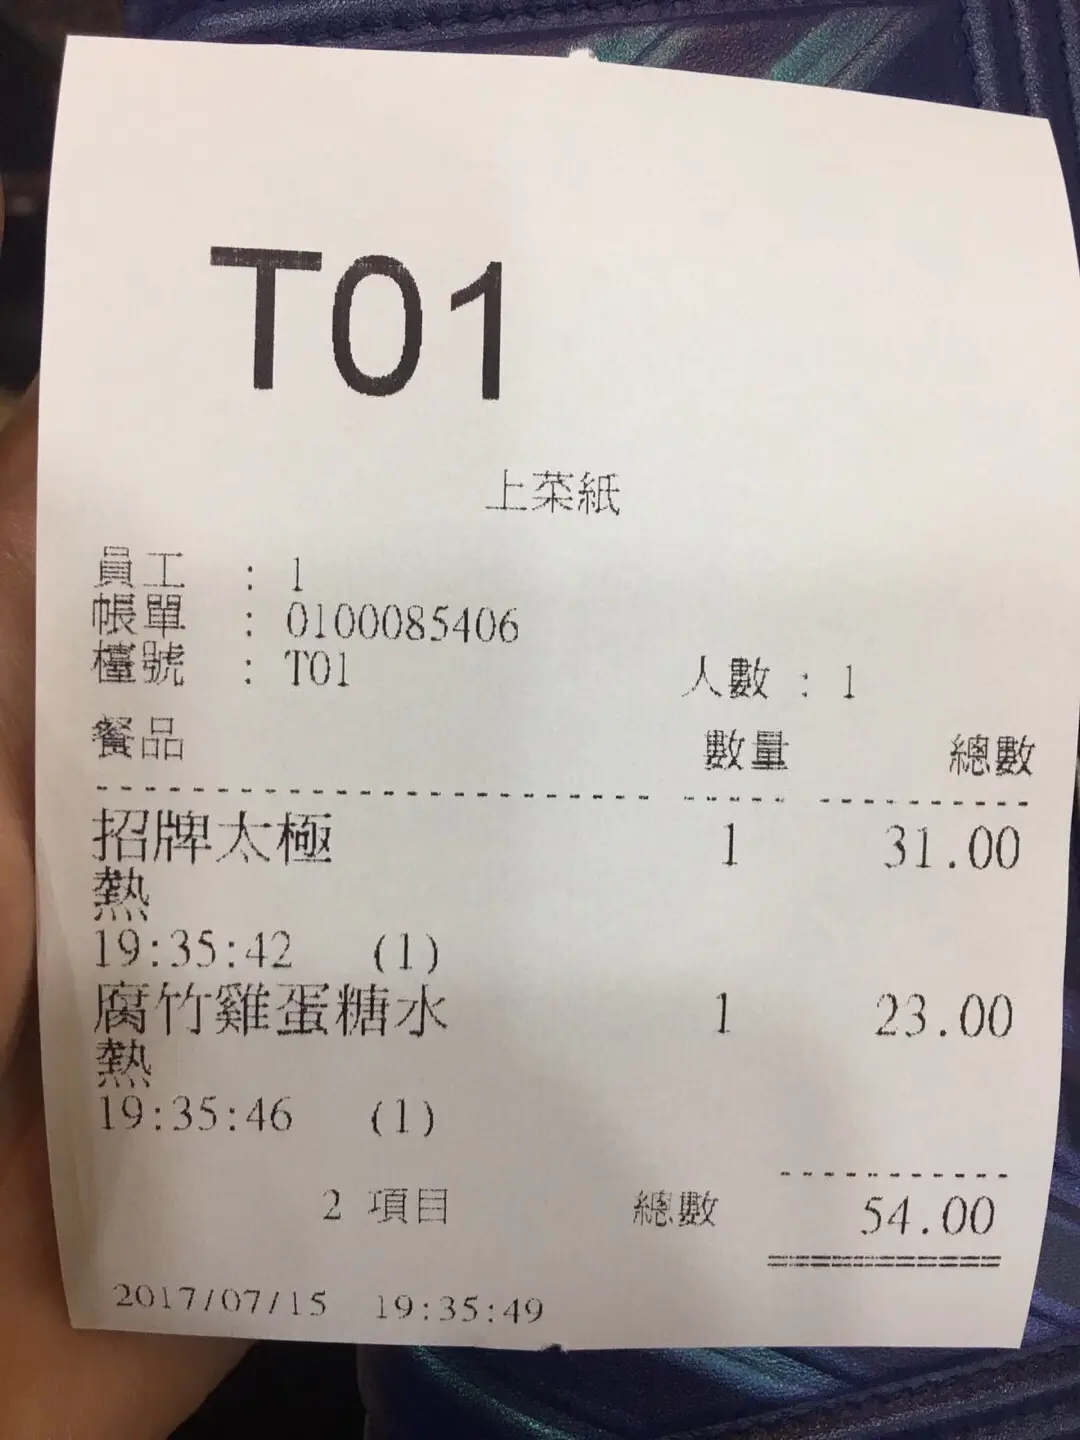 T01
上菜紙
員工 : 1
帳單 : 0100085406
檯號 : T01 人數 : 1
餐品 數量 總數
招牌太極 1 31.00
熱
19:35:42 (1)
腐竹雞蛋糖水 1 23.00
熱
19:35:46 (1)
2 項目 總數 54.00
2017/07/15 19:35:49